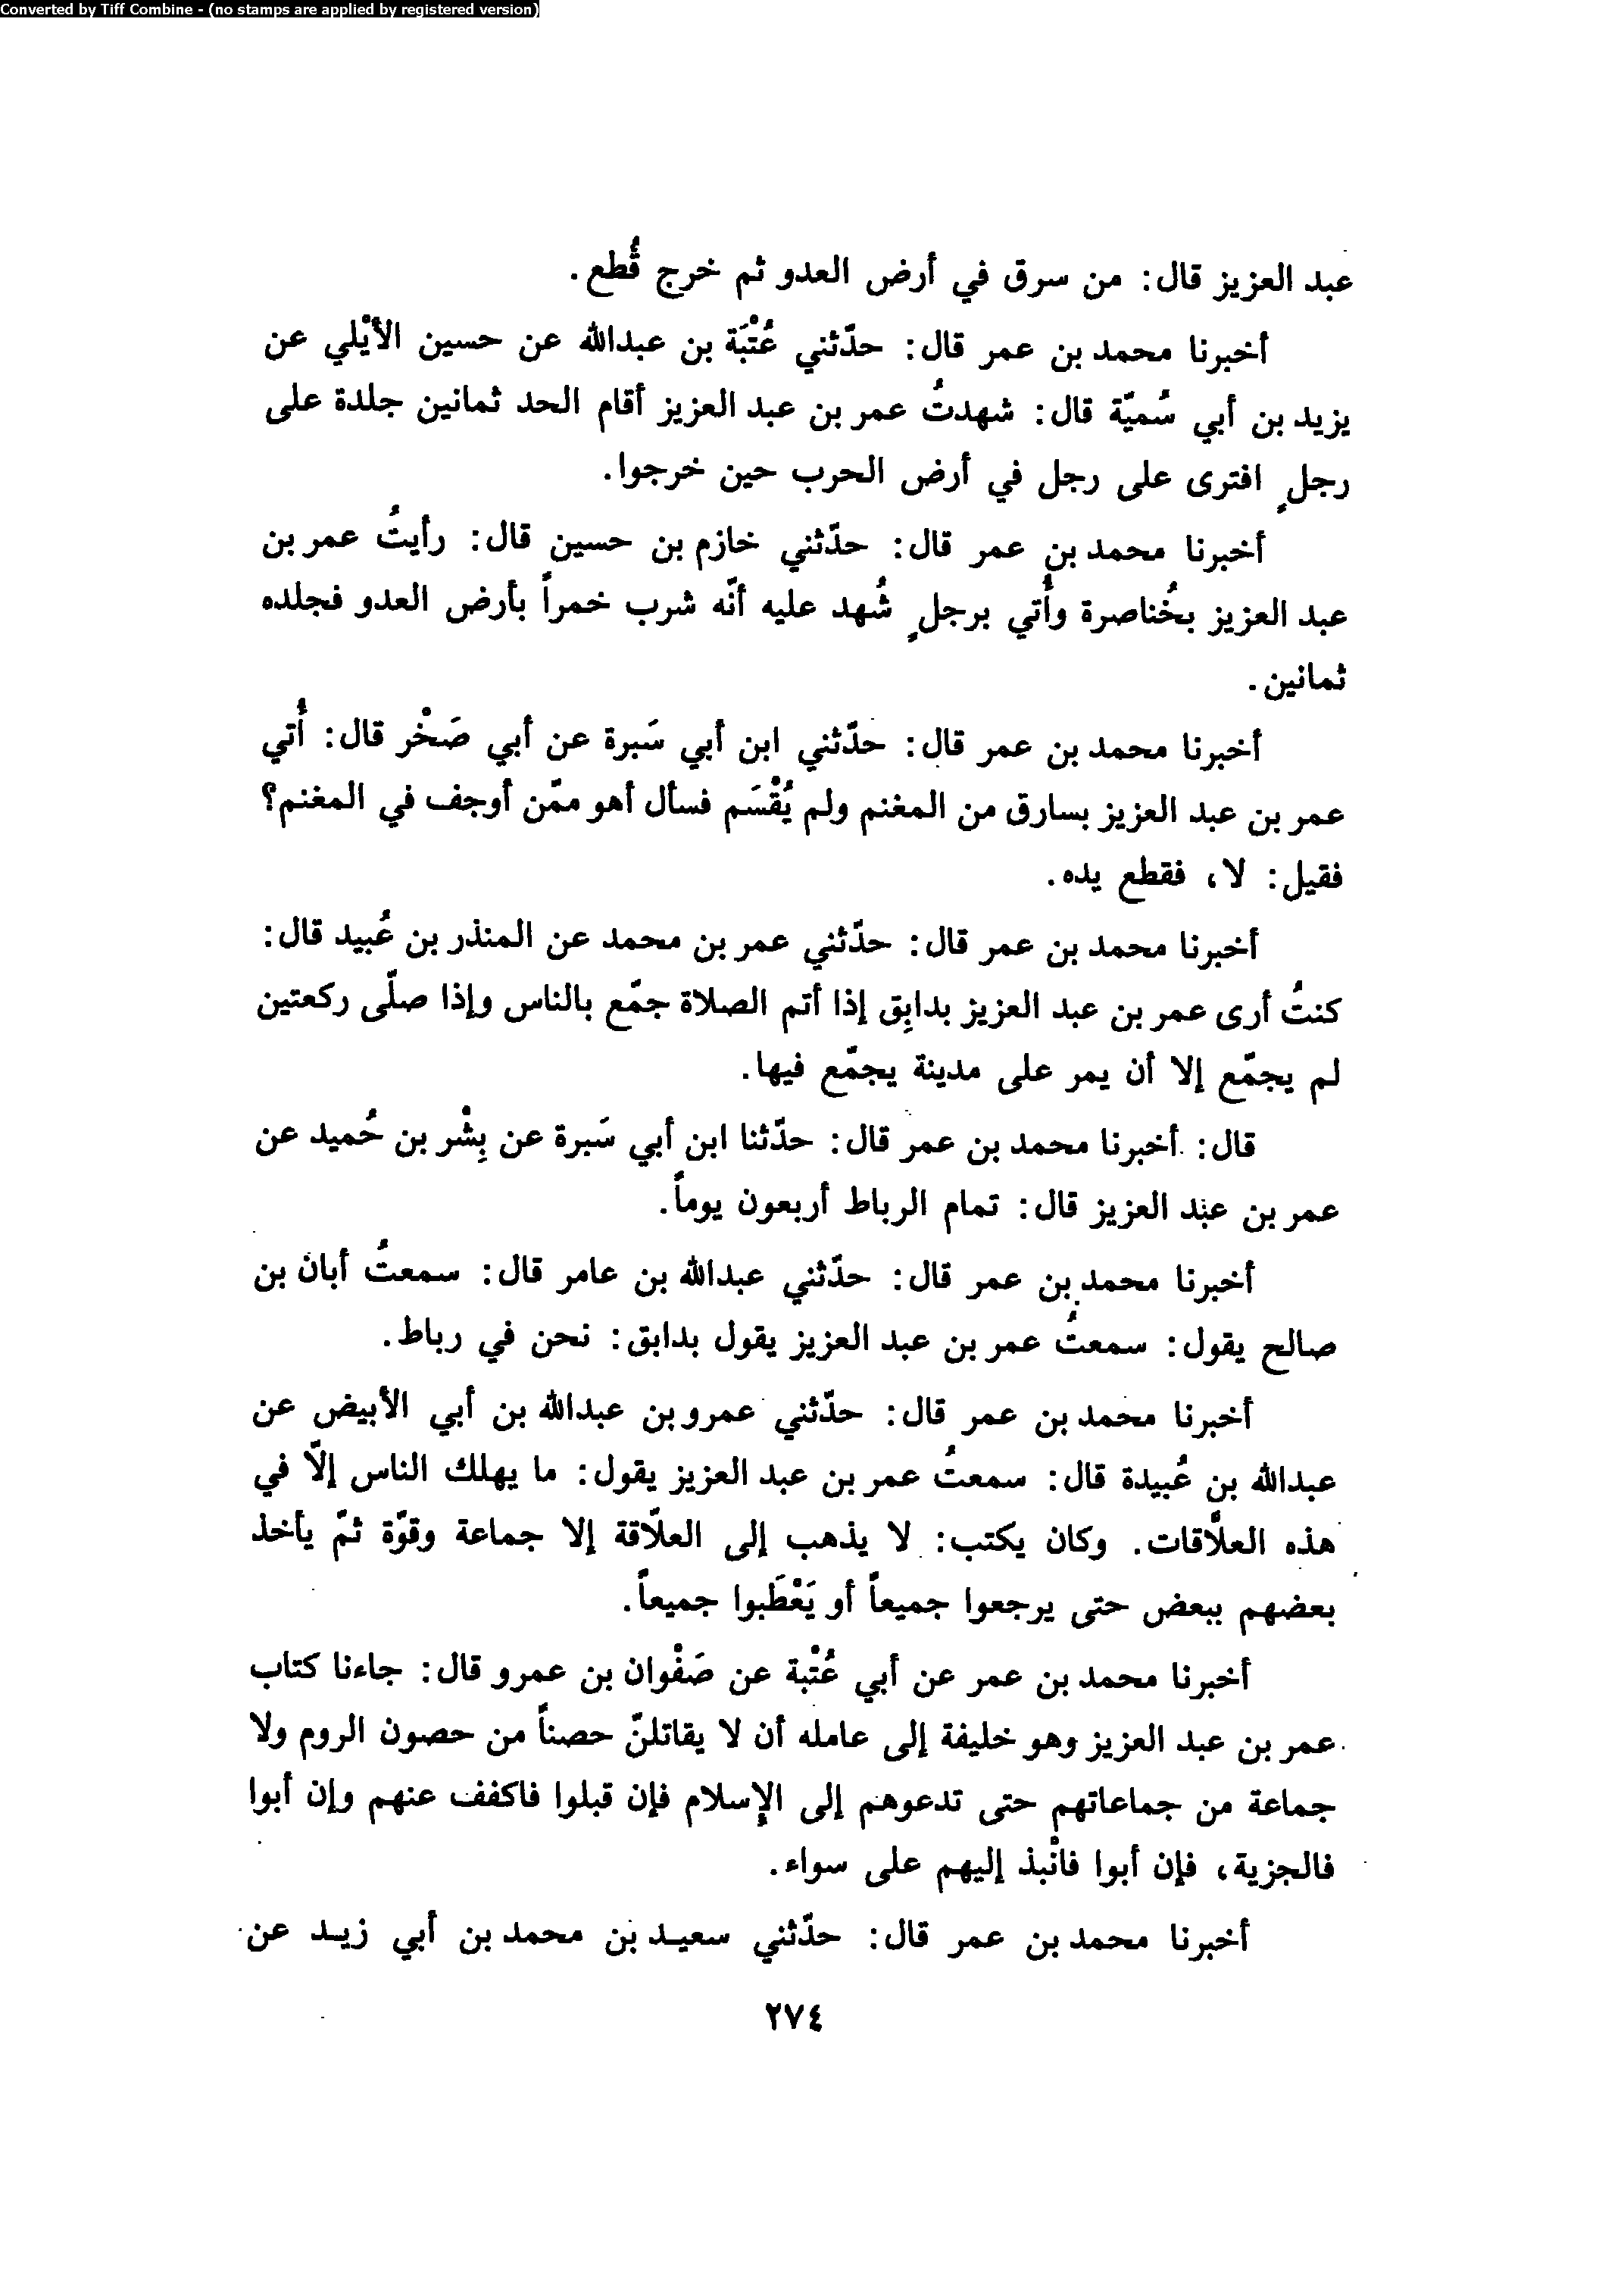 Converted by Tiff Combine - (no stamps are applied by registered version)
عبد العزيز قال: من سرق في أرض العدو ثم خرج قُطع.
أخبرنا محمد بن عمر قال: حدّثني عُتْبَة بن عبدالله عن حسين الأيْلي عن
يزيد بن أبي سُميّة قال: شهدتُ عمر بن عبد العزيز أقام الحد ثمانين جلدة على
رجلٍ افترى على رجل في أرض الحرب حين خرجوا.
أخبرنا محمد بن عمر قال: حدّثني خازم بن حسين قال: رأيتُ عمر بن
عبد العزيز بخُناصرة وأُتي برجلٍ شُهد عليه أنّه شرب خمراً بأرض العدو فجلده
ثمانين.
أخبرنا محمد بن عمر قال: حدّثني ابن أبي سَبرة عن أبي صَخْر قال: أُتي
عمر بن عبد العزيز بسارق من المغنم ولم يُقْسَم فسأل أهو ممّن أوجف في المغنم؟
فقيل: لا، فقطع يده.
أخبرنا محمد بن عمر قال: حدّثني عمر بن محمد عن المنذر بن عُبيد قال:
كنتُ أرى عمر بن عبد العزيز بدابِق إذا أتم الصلاة جمّع بالناس وإذا صلّى ركعتين
لم يجمّع إلا أن يمر على مدينة يجمّع فيها.
قال: أخبرنا محمد بن عمر قال: حدّثنا ابن أبي سَبرة عن بِشْر بن حُميد عن
عمر بن عبد العزيز قال: تمام الرباط أربعون يوماً.
أخبرنا محمد بن عمر قال: حدّثني عبدالله بن عامر قال: سمعتُ أبان بن
صالح يقول: سمعتُ عمر بن عبد العزيز يقول بدابق: نحن في رباط.
أخبرنا محمد بن عمر قال: حدّثني عمرو بن عبدالله بن أبي الأبيض عن
عبدالله بن عُبيدة قال: سمعتُ عمر بن عبد العزيز يقول: ما يهلك الناس إلّا في
هذه العلّاقات. وكان يكتب: لا يذهب إلى العلّاقة إلا جماعة وقوّة ثمّ يأخذ
بعضهم ببعض حتى يرجعوا جميعاً أو يَعْطَبوا جميعاً.
أخبرنا محمد بن عمر عن أبي عُتْبة عن صَفْوان بن عمرو قال: جاءنا كتاب
عمر بن عبد العزيز وهو خليفة إلى عامله أن لا يقاتلنّ حصناً من حصون الروم ولا
جماعة من جماعاتهم حتى تدعوهم إلى الإسلام فإن قبلوا فاكفف عنهم وإن أبوا
فالجزية، فإن أبوا فانْبذ إليهم على سواء.
أخبرنا محمد بن عمر قال: حدّثني سعيد بن محمد بن أبي زيد عن
٢٧٤